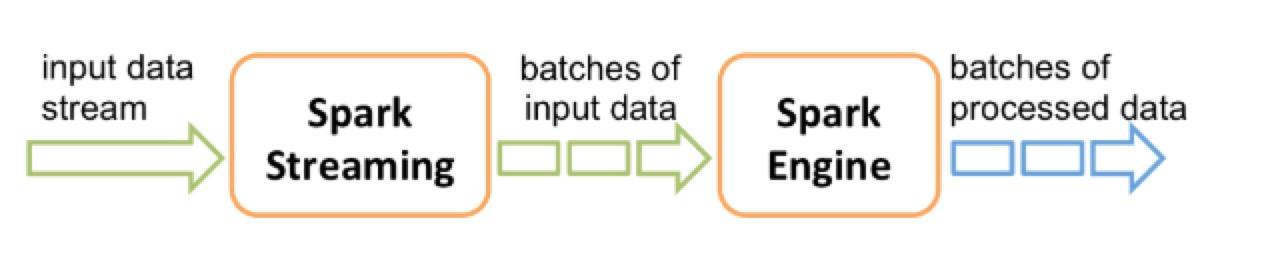 input data
stream
Spark
Streaming
batches of
input data
Spark
Engine
batches of
processed data